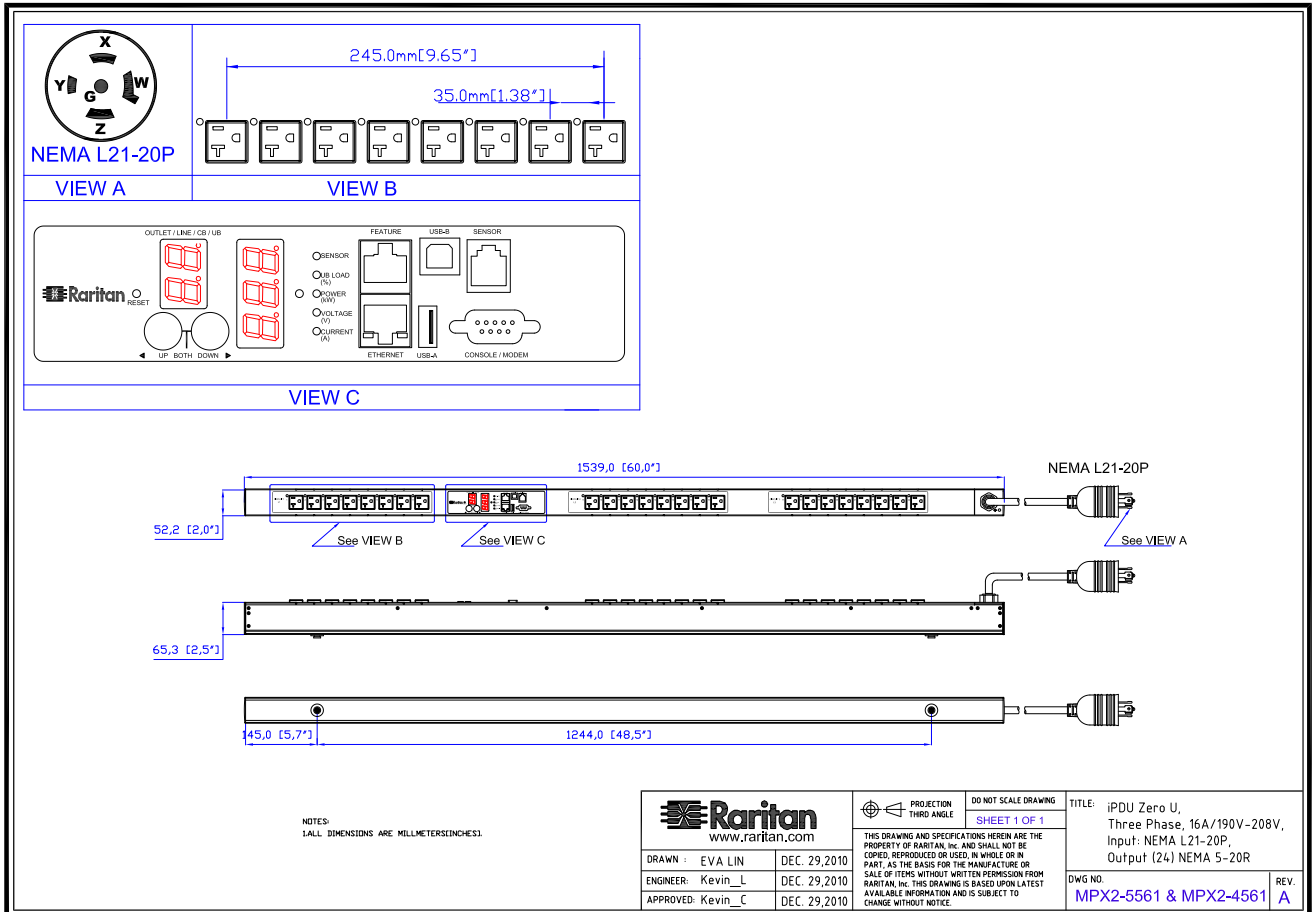 X
Y
W
G
Z
NEMA L21-20P
VIEW A
245.0mm[9.65"]
35.0mm[1.38"]
VIEW B
OUTLET / LINE / CB / UB
FEATURE
USB-B
SENSOR
Raritan
RESET
SENSOR
UB LOAD
(%)
POWER
(kW)
VOLTAGE
(V)
CURRENT
(A)
UP BOTH DOWN
ETHERNET
USB-A
CONSOLE / MODEM
VIEW C
1539,0 [60,0"]
NEMA L21-20P
52,2 [2,0"]
See VIEW B
See VIEW C
See VIEW A
65,3 [2,5"]
145,0 [5,7"]
1244,0 [48,5"]
NOTES:
1.ALL DIMENSIONS ARE MILLMETERS[INCHES].
Raritan
www.raritan.com
DRAWN : EVA LIN DEC. 29,2010
ENGINEER: Kevin_L DEC. 29,2010
APPROVED: Kevin_C DEC. 29,2010
PROJECTION
THIRD ANGLE
DO NOT SCALE DRAWING
SHEET 1 OF 1
THIS DRAWING AND SPECIFICATIONS HEREIN ARE THE
PROPERTY OF RARITAN, Inc. AND SHALL NOT BE
COPIED, REPRODUCED OR USED, IN WHOLE OR IN
PART, AS THE BASIS FOR THE MANUFACTURE OR
SALE OF ITEMS WITHOUT WRITTEN PERMISSION FROM
RARITAN, Inc. THIS DRAWING IS BASED UPON LATEST
AVAILABLE INFORMATION AND IS SUBJECT TO
CHANGE WITHOUT NOTICE.
TITLE: iPDU Zero U,
Three Phase, 16A/190V-208V,
Input: NEMA L21-20P,
Output (24) NEMA 5-20R
DWG NO.
MPX2-5561 & MPX2-4561
REV.
A